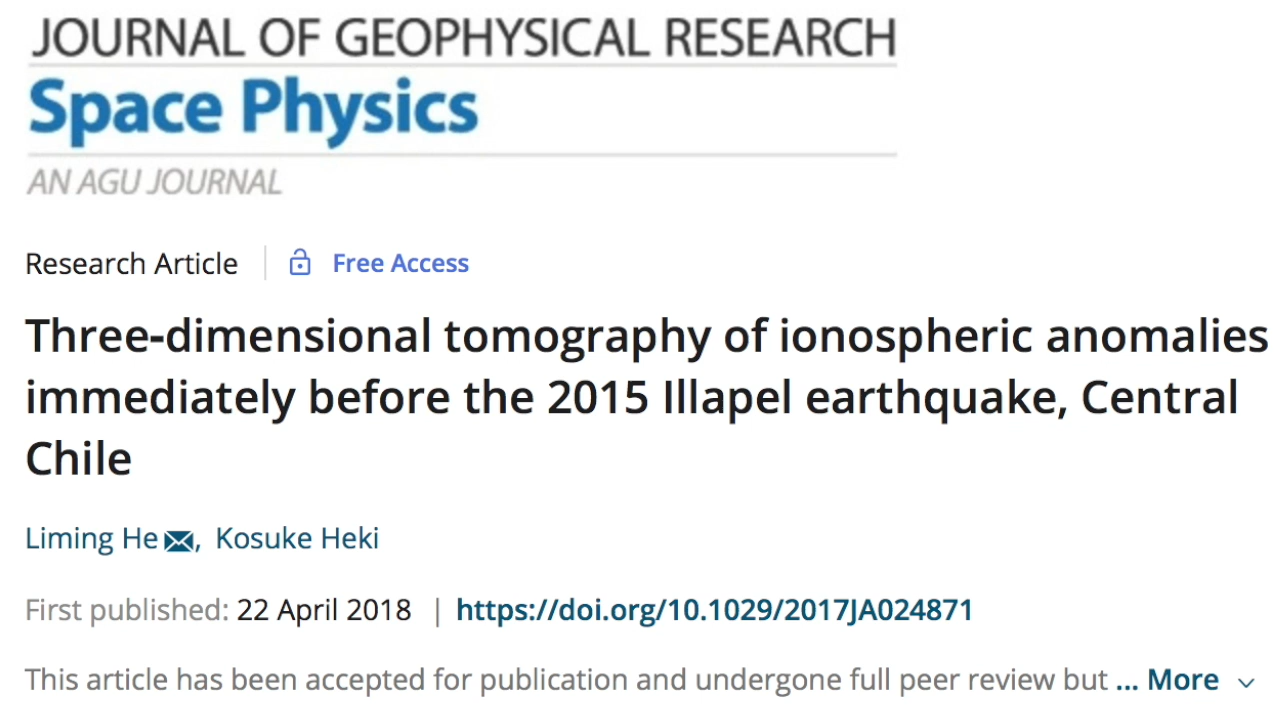 JOURNAL OF GEOPHYSICAL RESEARCH
Space Physics
AN AGU JOURNAL
Research Article | Free Access
Three-dimensional tomography of ionospheric anomalies
immediately before the 2015 Illapel earthquake, Central
Chile
Liming He, Kosuke Heki
First published: 22 April 2018 | https://doi.org/10.1029/2017JA024871
This article has been accepted for publication and undergone full peer review but ... More